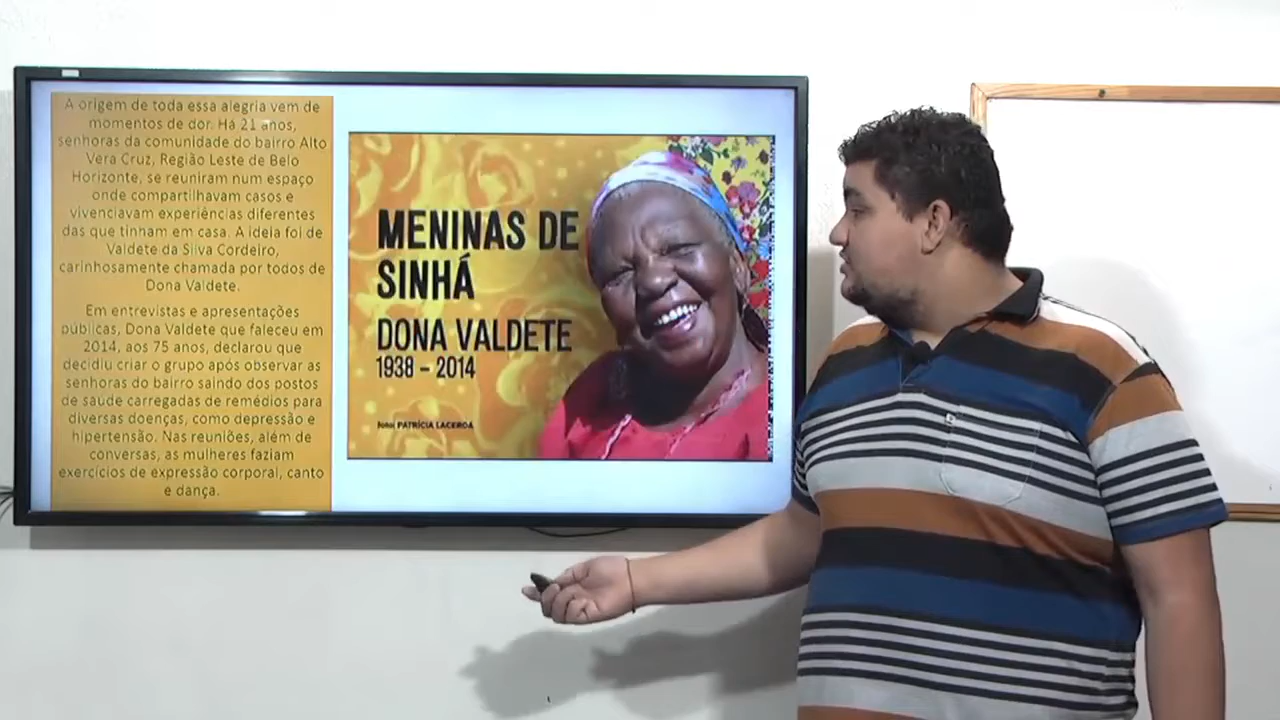 A origem de toda essa alegria vem de
momentos de dor. Há 21 anos,
senhoras da comunidade do bairro Alto
Vera Cruz, Região Leste de Belo
Horizonte, se reuniram num espaço
onde compartilhavam casos e
vivenciavam experiências diferentes
das que tinham em casa. A ideia foi de
Valdete da Silva Cordeiro,
carinhosamente chamada por todos de
Dona Valdete.
Em entrevistas e apresentações
públicas, Dona Valdete que faleceu em
2014, aos 75 anos, declarou que
decidiu criar o grupo após observar as
senhoras do bairro saindo dos postos
de saúde carregadas de remédios para
diversas doenças, como depressão e
hipertensão. Nas reuniões, além de
conversas, as mulheres faziam
exercícios de expressão corporal, canto
e dança.
MENINAS DE
SINHÁ
DONA VALDETE
1938 – 2014
foto: PATRÍCIA LACERDA